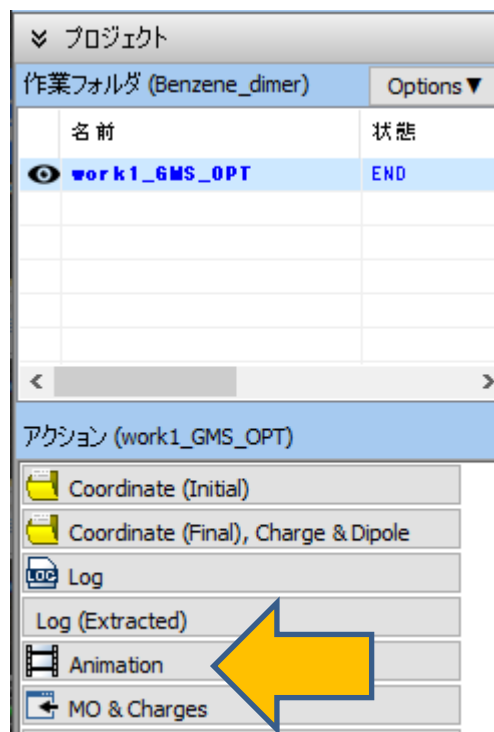 プロジェクト
作業フォルダ (Benzene_dimer) Options▼
名前 状態
work1_GMS_OPT END
アクション (work1_GMS_OPT)
Coordinate (Initial)
Coordinate (Final), Charge & Dipole
LOG Log
Log (Extracted)
Animation
MO & Charges